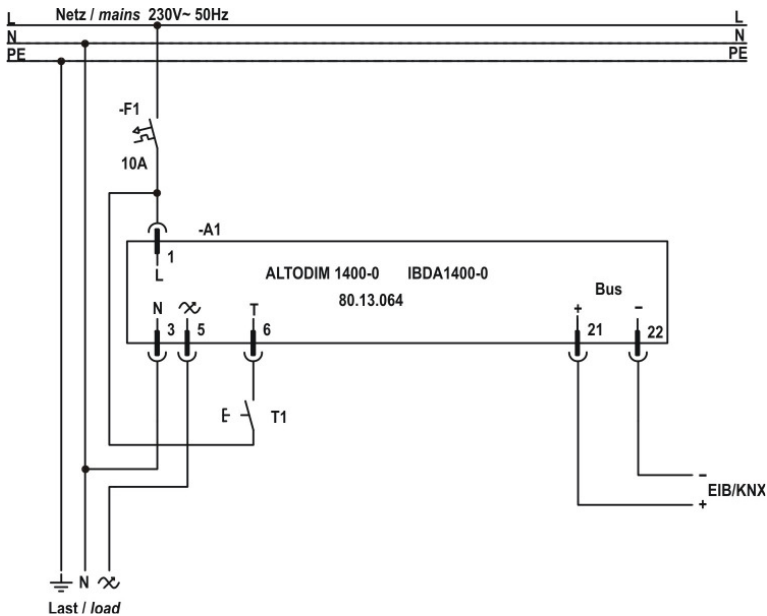 L Netz / mains 230V~ 50Hz L
N N
PE PE
-F1
10A
-A1
1
L
ALTODIM 1400-0 IBDA1400-0
80.13.064
Bus
N T + –
3 5 6 21 22
T1
–
EIB/KNX
+
N
Last / load